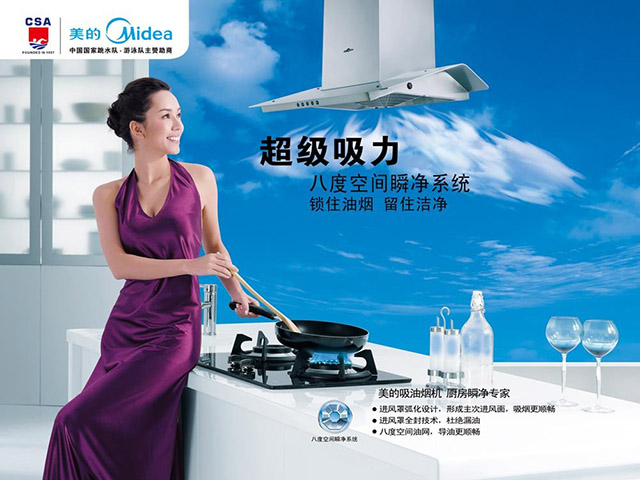 CSA
FOUNDED IN 1957
美的 Midea
中国国家跳水队·游泳队主赞助商
超级吸力
八度空间瞬净系统
锁住油烟 留住洁净
美的吸油烟机 厨房瞬净专家
●进风罩弧化设计，形成主次进风面，吸烟更顺畅
●进风罩全封技术，杜绝漏油
●八度空间油网，导油更顺畅
八度空间瞬净系统